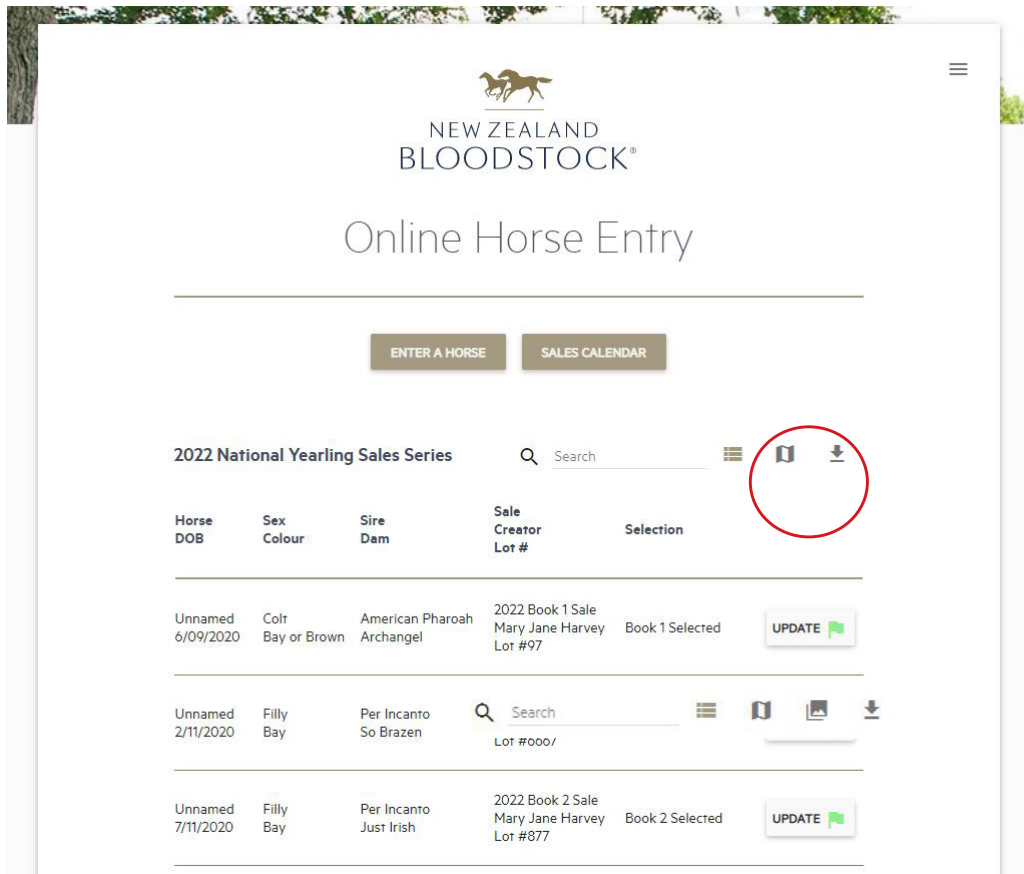 NEW ZEALAND
BLOODSTOCK®
Online Horse Entry
ENTER A HORSE SALES CALENDAR
2022 National Yearling Sales Series Search
Horse Sex Sire Sale Selection
DOB Colour Dam Creator
Lot #
Unnamed Colt American Pharoah 2022 Book 1 Sale
6/09/2020 Bay or Brown Archangel Mary Jane Harvey Book 1 Selected UPDATE
Lot #97
Unnamed Filly Per Incanto Search
2/11/2020 Bay So Brazen
Unnamed Filly Per Incanto 2022 Book 2 Sale
7/11/2020 Bay Just Irish Mary Jane Harvey Book 2 Selected UPDATE
Lot #877